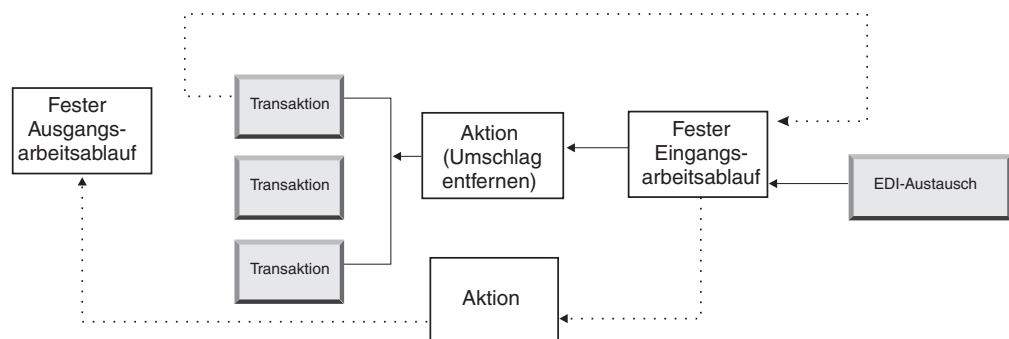 Fester
Ausgangs-
arbeitsablauf
Transaktion
Transaktion
Transaktion
Aktion
(Umschlag
entfernen)
Fester
Eingangs-
arbeitsablauf
EDI-Austausch
Aktion